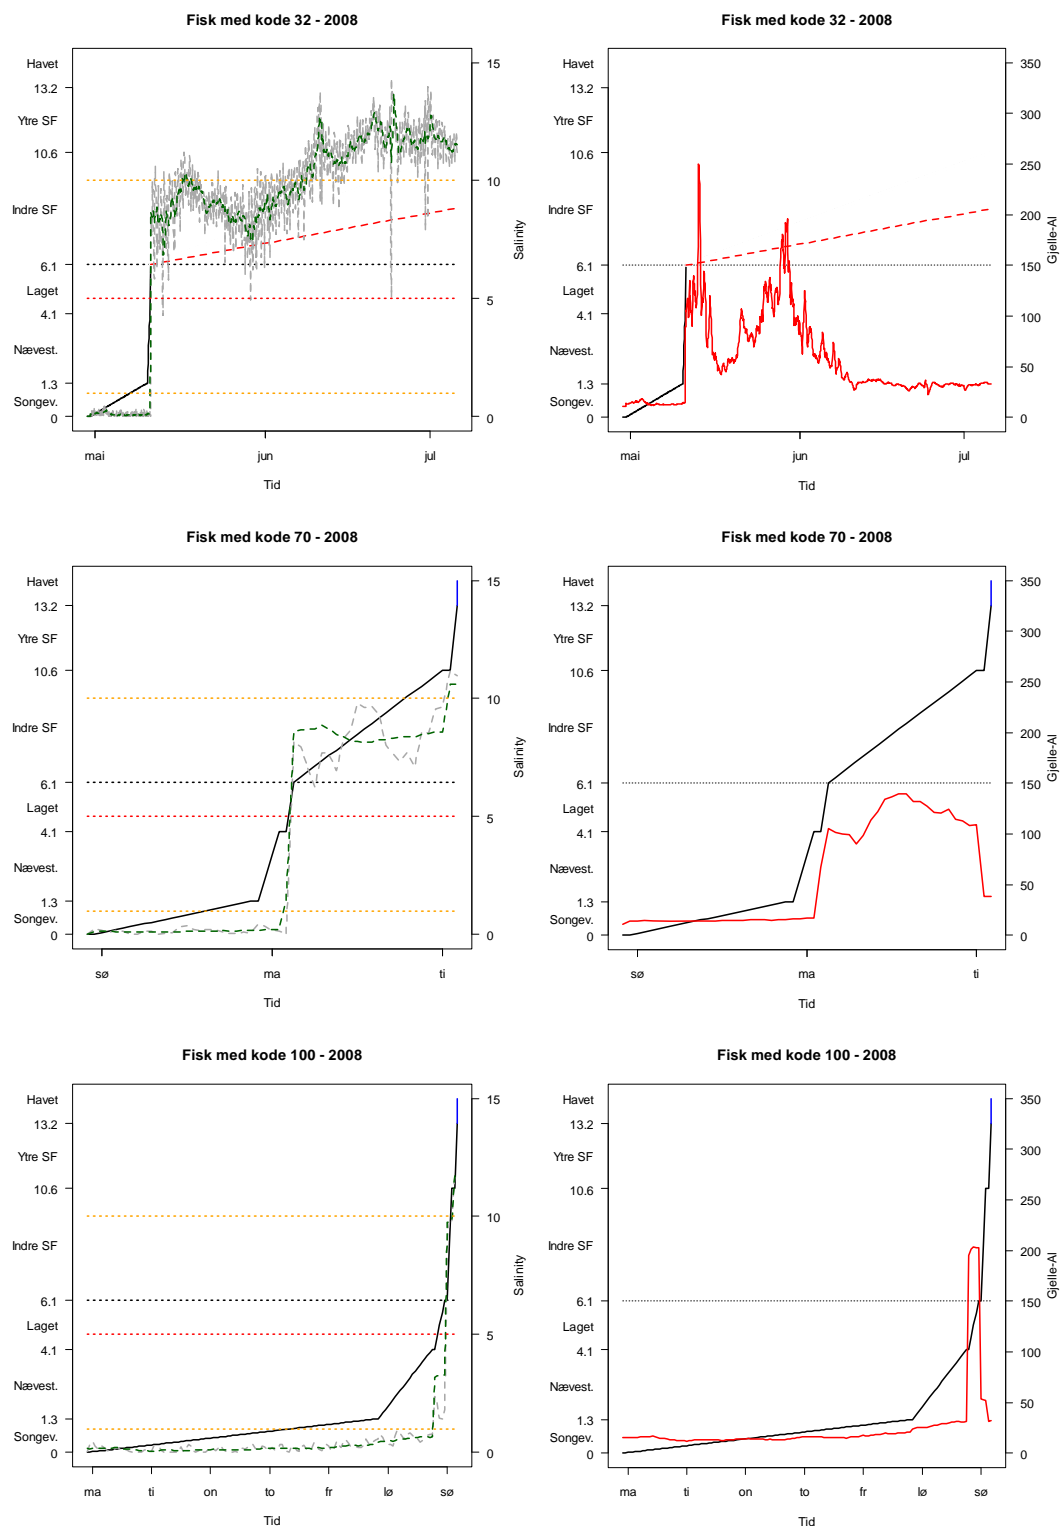 Fisk med kode 32 - 2008
Havet
13.2
Ytre SF
10.6
Indre SF
6.1
Laget
4.1
Nævest.
1.3
Songev.
0
15
10
5
0
Salinity
mai
jun
jul
Tid
Fisk med kode 32 - 2008
Havet
13.2
Ytre SF
10.6
Indre SF
6.1
Laget
4.1
Nævest.
1.3
Songev.
0
350
300
250
200
150
100
50
0
Gjelle-Al
mai
jun
jul
Tid
Fisk med kode 70 - 2008
Havet
13.2
Ytre SF
10.6
Indre SF
6.1
Laget
4.1
Nævest.
1.3
Songev.
0
15
10
5
0
Salinity
sø
ma
ti
Tid
Fisk med kode 70 - 2008
Havet
13.2
Ytre SF
10.6
Indre SF
6.1
Laget
4.1
Nævest.
1.3
Songev.
0
350
300
250
200
150
100
50
0
Gjelle-Al
sø
ma
ti
Tid
Fisk med kode 100 - 2008
Havet
13.2
Ytre SF
10.6
Indre SF
6.1
Laget
4.1
Nævest.
1.3
Songev.
0
15
10
5
0
Salinity
ma
ti
on
to
fr
lø
sø
Tid
Fisk med kode 100 - 2008
Havet
13.2
Ytre SF
10.6
Indre SF
6.1
Laget
4.1
Nævest.
1.3
Songev.
0
350
300
250
200
150
100
50
0
Gjelle-Al
ma
ti
on
to
fr
lø
sø
Tid